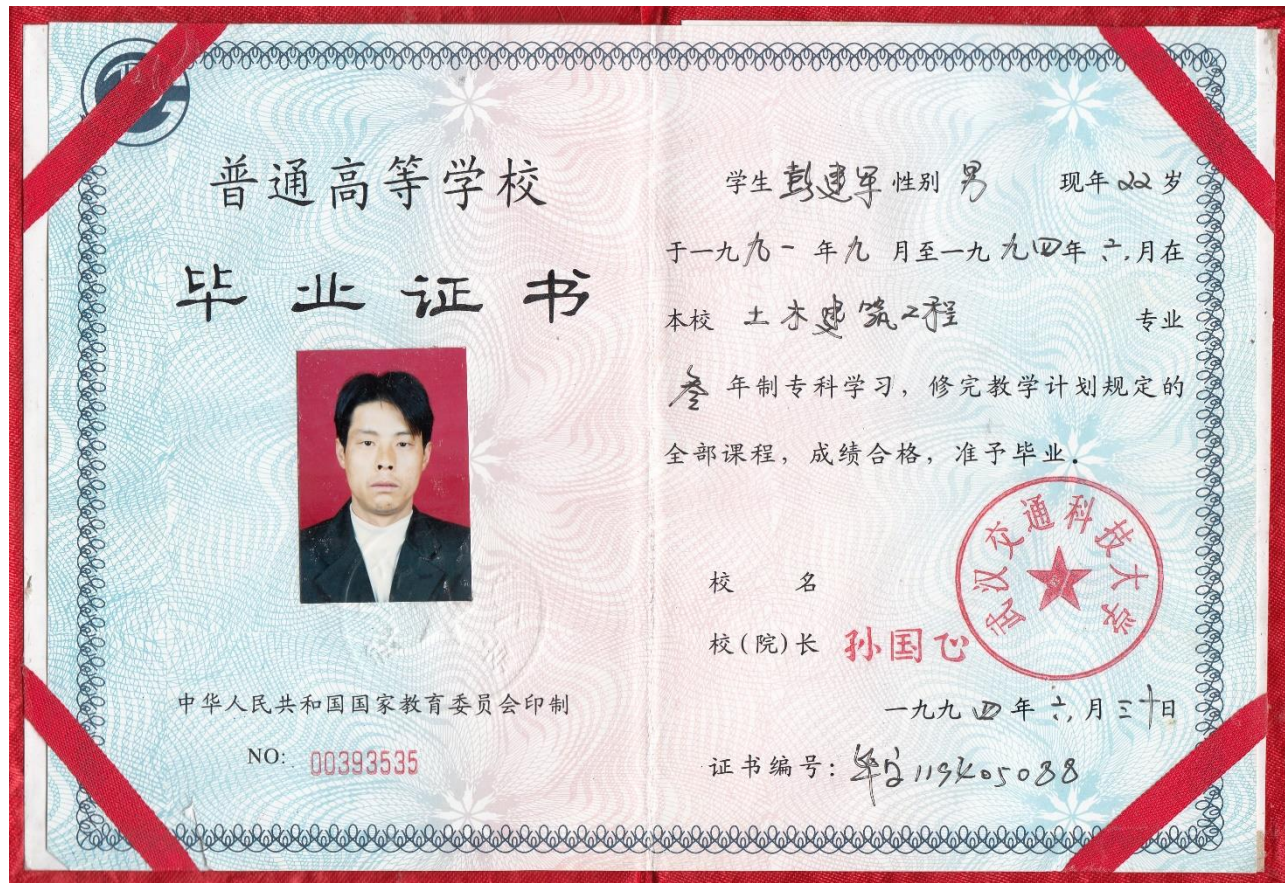 普通高等学校
毕业证书
中华人民共和国国家教育委员会印制
NO: 00393535
学生 彭建军 性别 男 现年 22 岁
于一九九一年九月至一九九四年六月在
本校 土木建筑工程 专业
叁年制专科学习，修完教学计划规定的
全部课程，成绩合格，准予毕业．
武汉交通科技大学
校 名
校(院)长 孙国正
一九九四年六月三十日
证书编号：